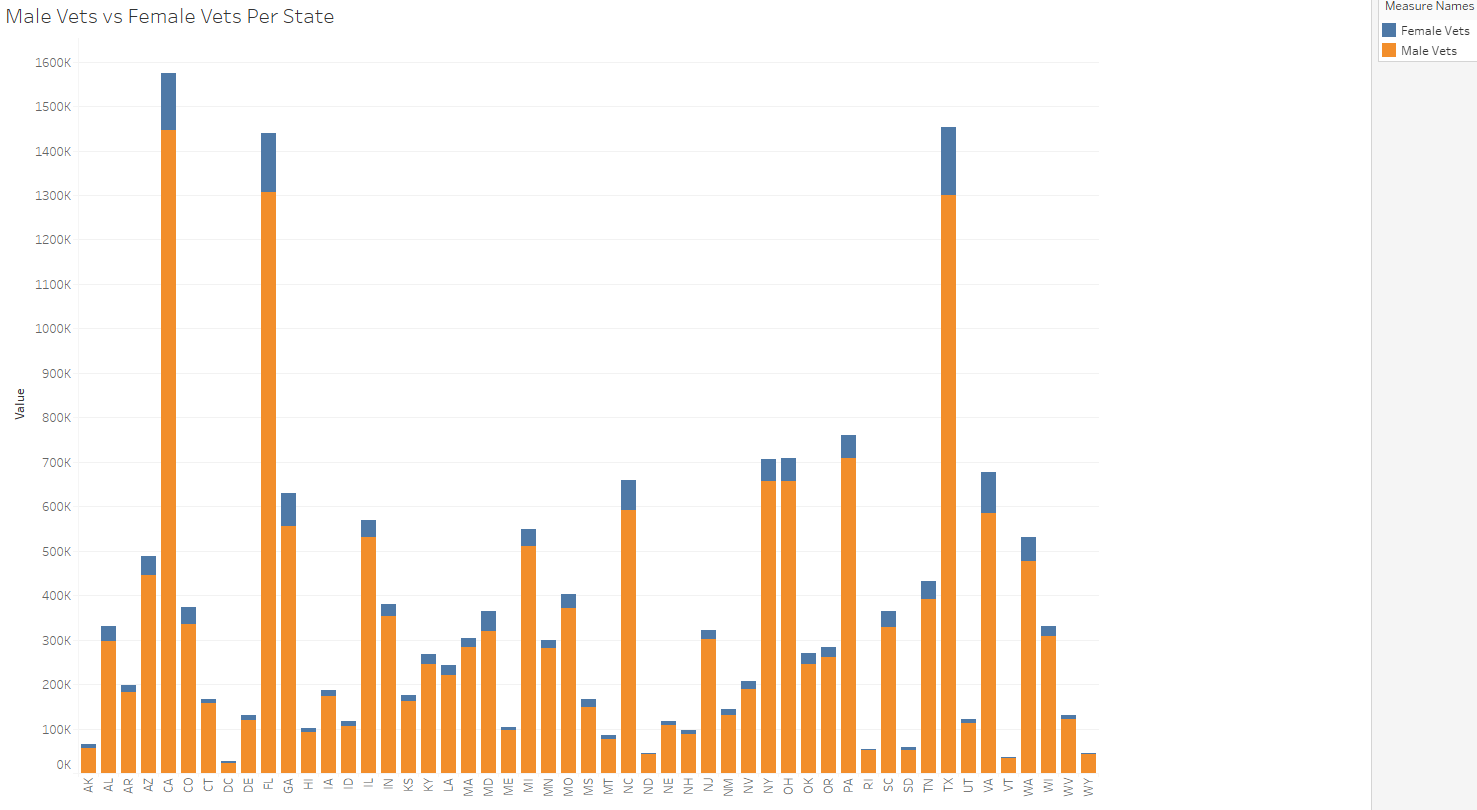 Male Vets vs Female Vets Per State
Measure Names
Female Vets
Male Vets
1600K
1500K
1400K
1300K
1200K
1100K
1000K
900K
800K
700K
600K
500K
400K
300K
200K
100K
0K
Value
AK AL AR AZ CA CO CT DC DE FL GA HI IA ID IL IN KS KY LA MA MD ME MI MN MO MS MT NC ND NE NH NJ NM NV NY OH OK OR PA RI SC SD TN TX UT VA VT WA WI WV WY